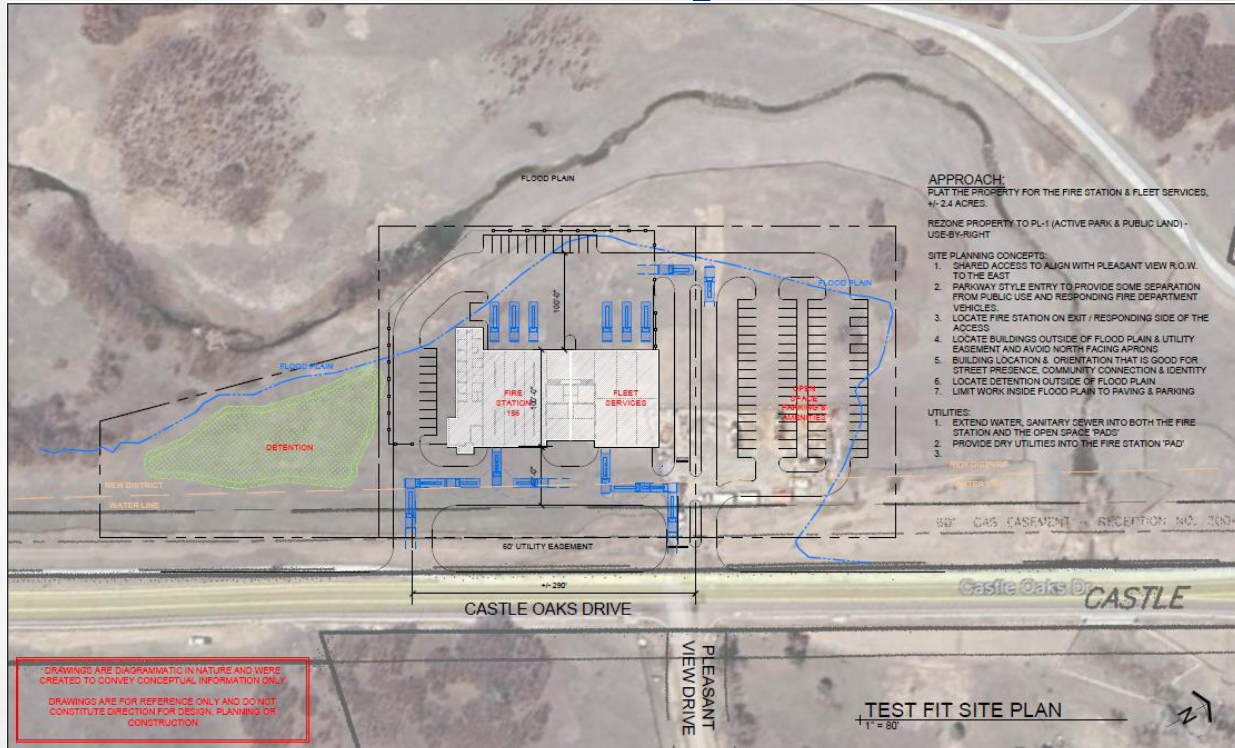 FLOOD PLAIN
APPROACH:
PLAT THE PROPERTY FOR THE FIRE STATION & FLEET SERVICES,
+/- 2.4 ACRES.
REZONE PROPERTY TO PL-1 (ACTIVE PARK & PUBLIC LAND) -
USE-BY-RIGHT
SITE PLANNING CONCEPTS:
1. SHARED ACCESS TO ALIGN WITH PLEASANT VIEW R.O.W.
TO THE EAST
2. PARKWAY STYLE ENTRY TO PROVIDE SOME SEPARATION
FROM PUBLIC USE AND RESPONDING FIRE DEPARTMENT
VEHICLES.
3. LOCATE FIRE STATION ON EXIT / RESPONDING SIDE OF THE
ACCESS
4. LOCATE BUILDINGS OUTSIDE OF FLOOD PLAIN & UTILITY
EASEMENT AND AVOID NORTH FACING APRONS
5. BUILDING LOCATION & ORIENTATION THAT IS GOOD FOR
STREET PRESENCE, COMMUNITY CONNECTION & IDENTITY
6. LOCATE DETENTION OUTSIDE OF FLOOD PLAIN
7. LIMIT WORK INSIDE FLOOD PLAIN TO PAVING & PARKING
UTILITIES:
1. EXTEND WATER, SANITARY SEWER INTO BOTH THE FIRE
STATION AND THE OPEN SPACE 'PADS'
2. PROVIDE DRY UTILITIES INTO THE FIRE STATION 'PAD'
3.
FLOOD PLAIN
100'-0"
FLOOD PLAIN
FIRE
STATION
156
100'-0"
FLEET
SERVICES
OPEN
SPACE
PARKING &
AMENITIES
DETENTION
NEW DISTRICT
WATER LINE
NEW DISTRICT
WATER LINE
GAS EASEMENT - RECEPTION NO.
60' UTILITY EASEMENT
+/- 290'
CASTLE OAKS DRIVE
Castle Oaks Dr
CASTLE
PLEASANT
VIEW DRIVE
DRAWINGS ARE DIAGRAMMATIC IN NATURE AND WERE
CREATED TO CONVEY CONCEPTUAL INFORMATION ONLY
DRAWINGS ARE FOR REFERENCE ONLY AND DO NOT
CONSTITUTE DIRECTION FOR DESIGN, PLANNING OR
CONSTRUCTION
TEST FIT SITE PLAN
1" = 80'